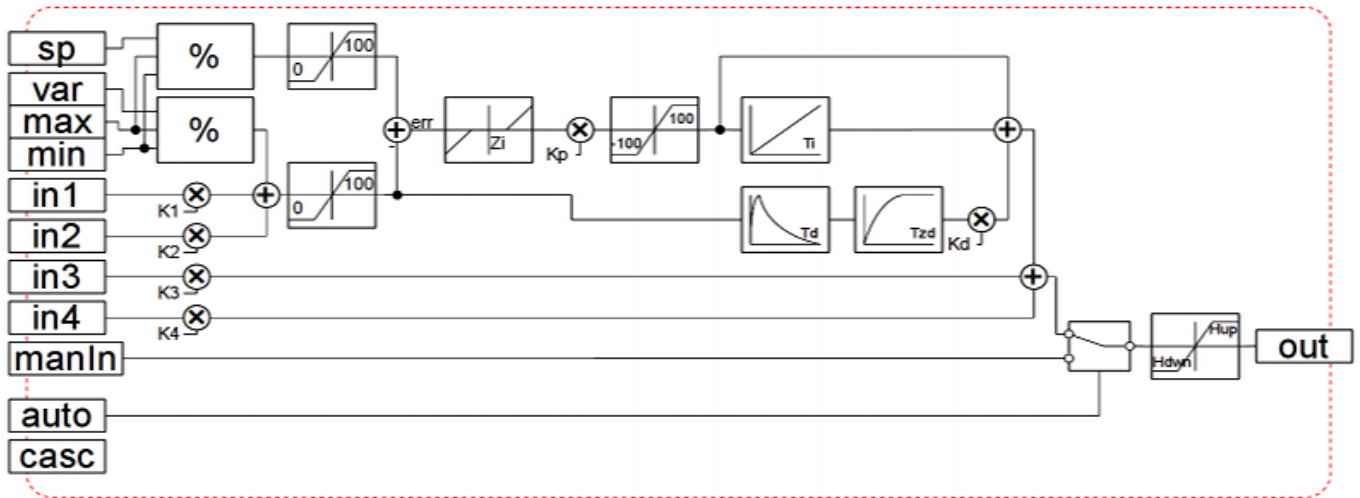 sp
var
max
min
in1
in2
in3
in4
manIn
auto
casc
%
%
0 100
0 100
K1
K2
K3
K4
err
-
Zi
Kp
-100 100
Ti
Td
Tzd
Kd
Hdwn Hup
out